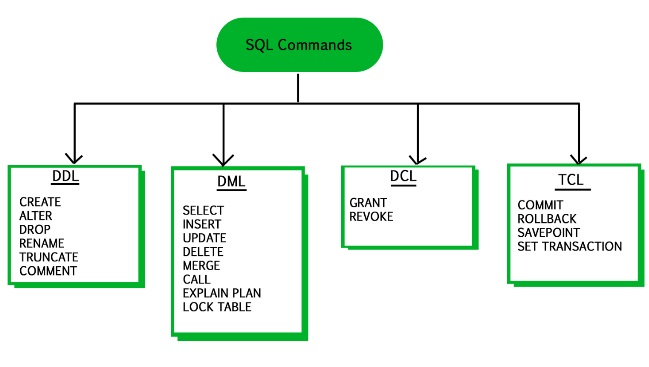 SQL Commands
DDL
CREATE
ALTER
DROP
RENAME
TRUNCATE
COMMENT
DML
SELECT
INSERT
UPDATE
DELETE
MERGE
CALL
EXPLAIN PLAN
LOCK TABLE
DCL
GRANT
REVOKE
TCL
COMMIT
ROLLBACK
SAVEPOINT
SET TRANSACTION